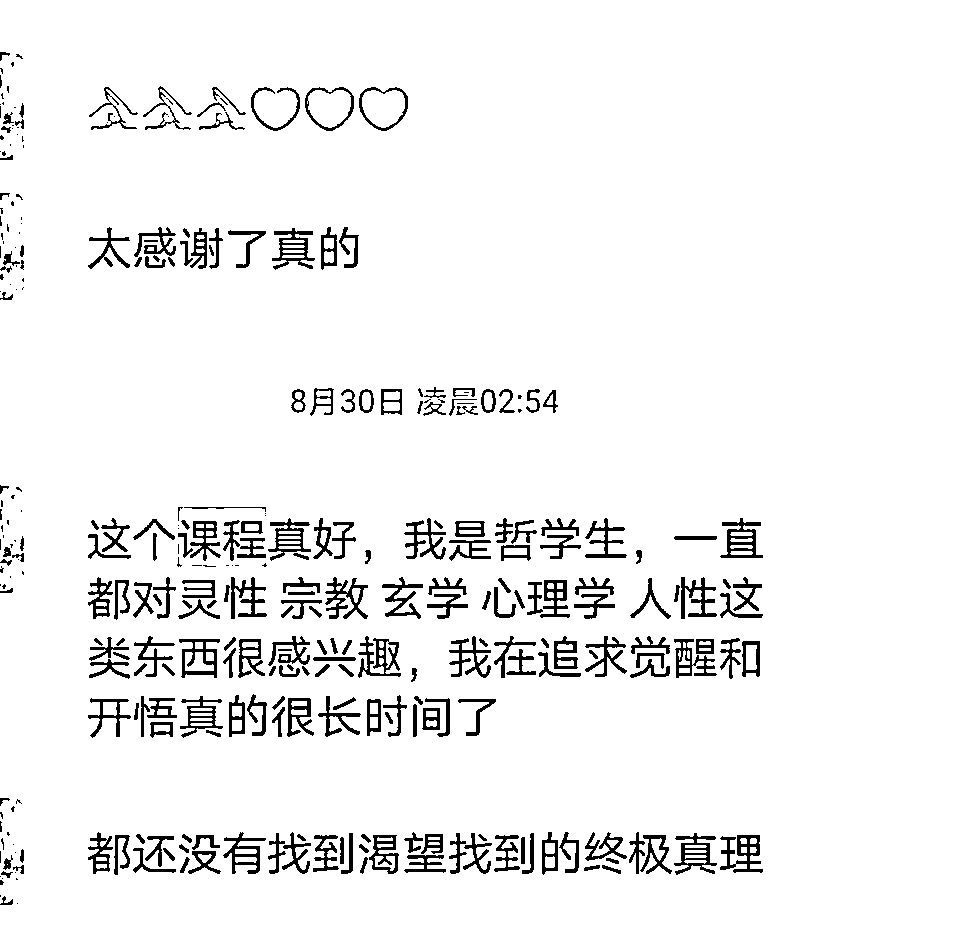 🙏🙏🙏♡♡♡
太感谢了真的
8月30日 凌晨02:54
这个课程真好，我是哲学生，一直
都对灵性 宗教 玄学 心理学 人性这
类东西很感兴趣，我在追求觉醒和
开悟真的很长时间了
都还没有找到渴望找到的终极真理